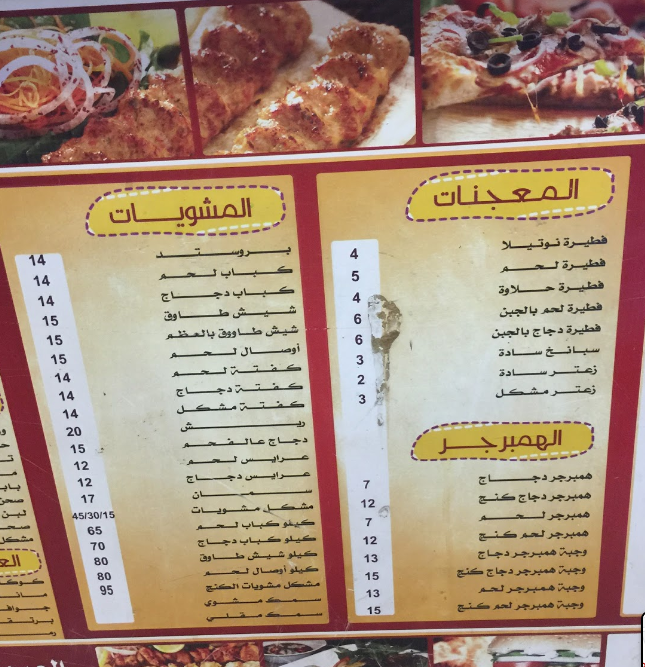 المعجنات
فطيرة نوتيلا 4
فطيرة لحم 5
فطيرة حلاوة 4
فطيرة لحم بالجبن 6
فطيرة دجاج بالجبن 6
سبانخ سادة 3
زعتر سادة 2
زعتر مشكل 3
الهمبرجر
همبرجر دجاج 7
همبرجر دجاج كنج 12
همبرجر لحم 7
همبرجر لحم كنج 12
وجبة همبرجر دجاج 13
وجبة همبرجر دجاج كنج 15
وجبة همبرجر لحم 13
وجبة همبرجر لحم كنج 15
المشويات
بروستد 14
كباب لحم 14
كباب دجاج 14
شيش طاوق 15
شيش طاووق بالعظم 15
أوصال لحم 15
كفتة لحم 14
كفتة دجاج 14
كفتة مشكل 14
ريش 20
دجاج عالفحم 15
عرايس لحم 12
عرايس دجاج 12
سمان 17
مشكل مشويات 45/30/15
كيلو كباب لحم 65
كيلو كباب دجاج 70
كيلو شيش طاوق 80
كيلو أوصال لحم 80
مشكل مشويات الكنج 95
سمك مشوي
سمك مقلي